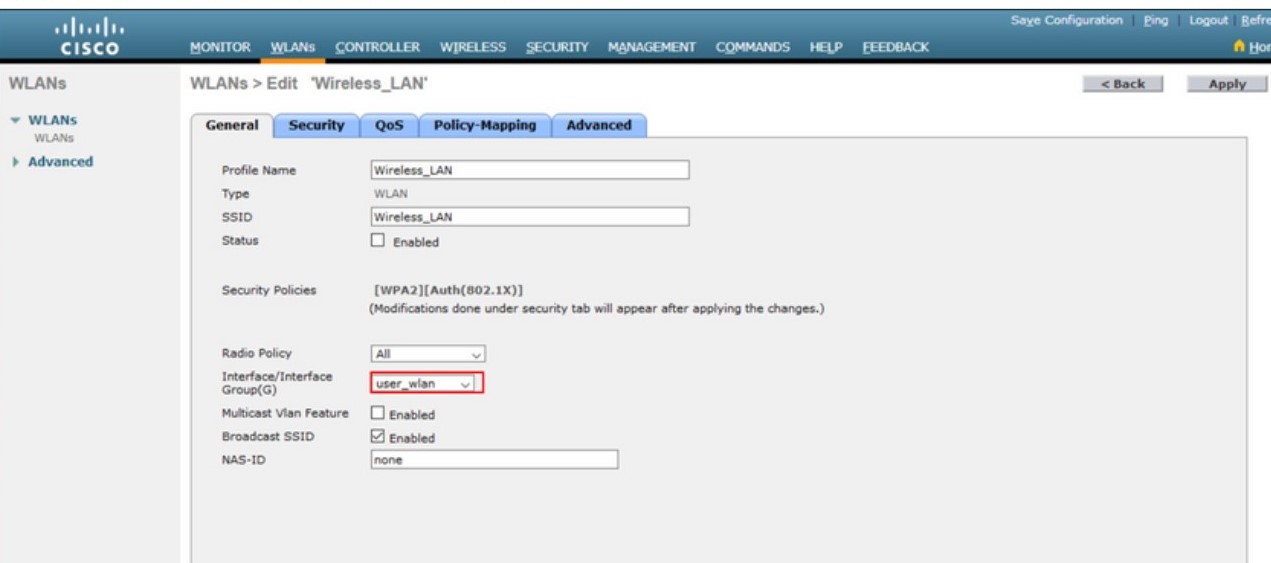 Save Configuration Ping Logout Refre
CISCO
MONITOR WLANs CONTROLLER WIRELESS SECURITY MANAGEMENT COMMANDS HELP FEEDBACK
Hor
WLANs
WLANs > Edit 'Wireless_LAN'
< Back Apply
WLANs
WLANs
Advanced
General Security QoS Policy-Mapping Advanced
Profile Name Wireless_LAN
Type WLAN
SSID Wireless_LAN
Status Enabled
Security Policies [WPA2][Auth(802.1X)]
(Modifications done under security tab will appear after applying the changes.)
Radio Policy All
Interface/Interface
Group(G) user_wlan
Multicast Vlan Feature Enabled
Broadcast SSID Enabled
NAS-ID none